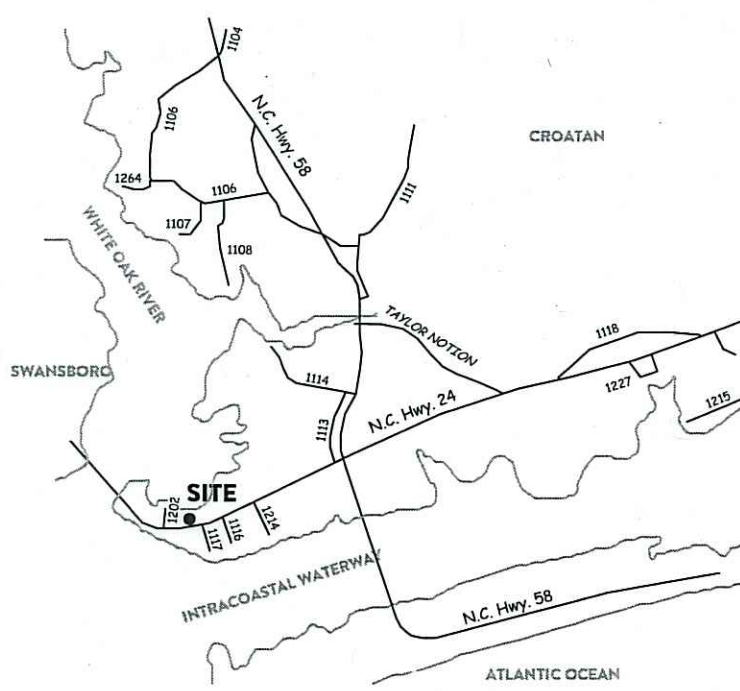 1104
N.C. Hwy. 58
1106
CROATAN
1264
1106
1111
1107
1108
WHITE OAK RIVER
TAYLOR NOTION
1118
SWANSBORO
1114
1227
N.C. Hwy. 24
1215
1113
SITE
1202
1117
1116
1214
INTRACOASTAL WATERWAY
N.C. Hwy. 58
ATLANTIC OCEAN